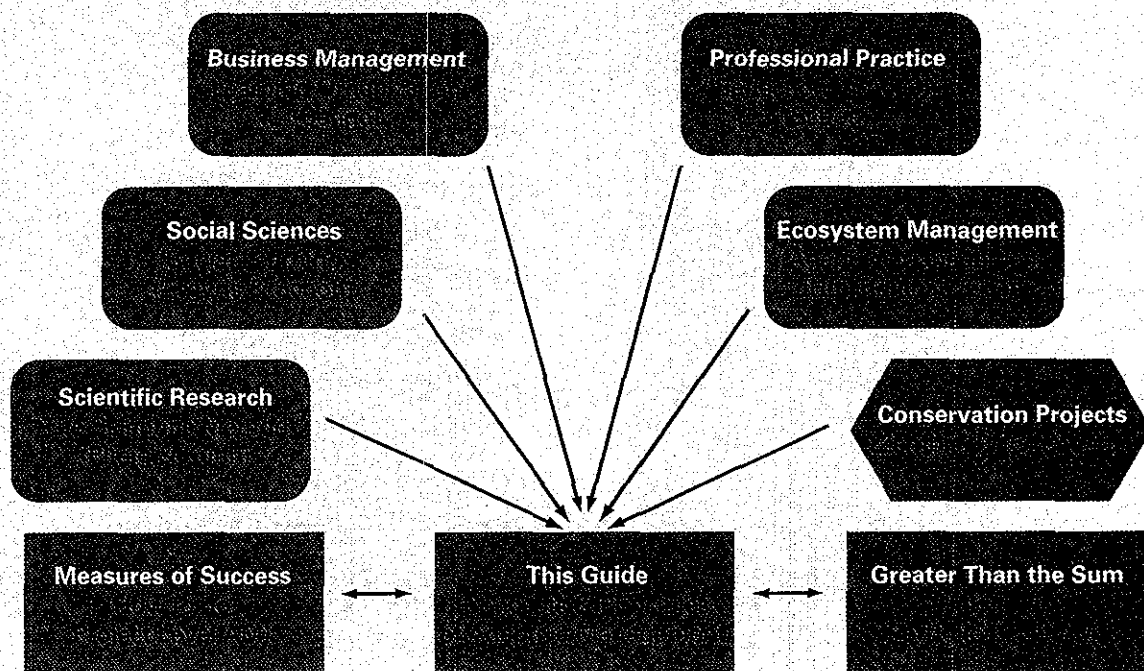 Business Management
Professional Practice
Social Sciences
Ecosystem Management
Scientific Research
Conservation Projects
Measures of Success
This Guide
Greater Than the Sum